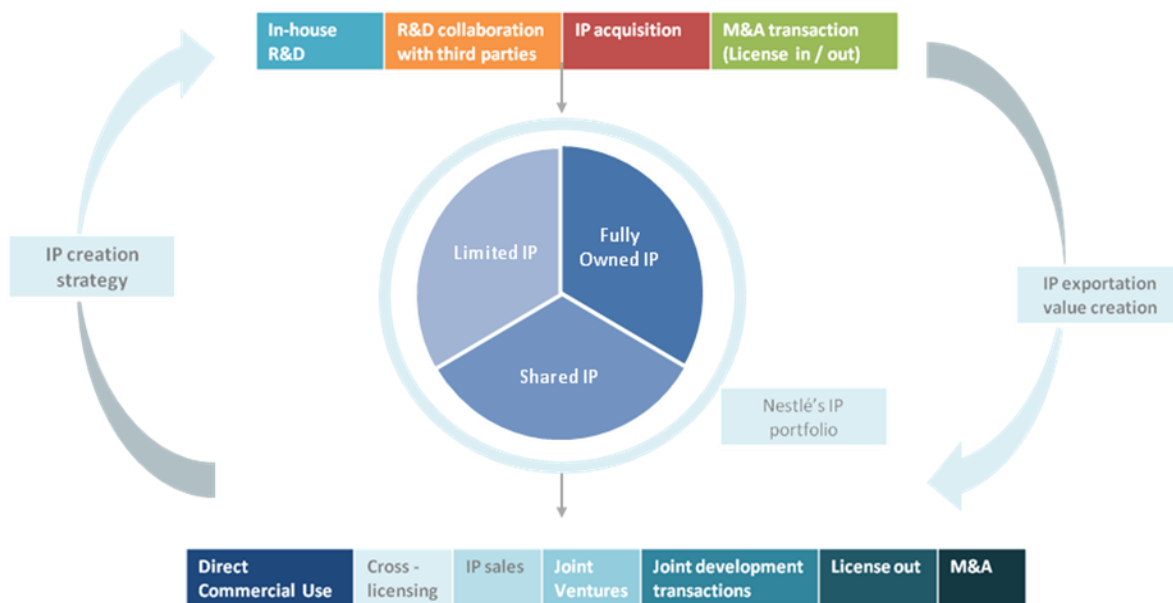 In-house
R&D
R&D collaboration
with third parties
IP acquisition
M&A transaction
(License in / out)
IP creation
strategy
Limited IP
Fully
Owned IP
Shared IP
IP exportation
value creation
Nestlé's IP
portfolio
Direct
Commercial Use
Cross -
licensing
IP sales
Joint
Ventures
Joint development
transactions
License out
M&A